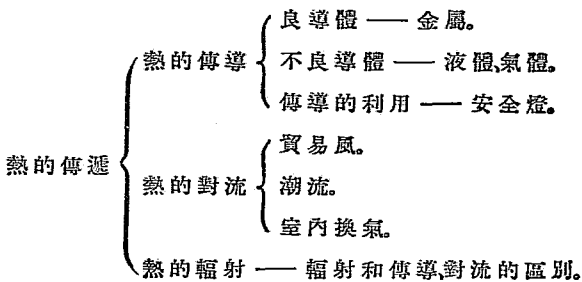 良導體 —— 金屬。
熱的傳導
不良導體 —— 液體、氣體。
傳導的利用 —— 安全燈。
貿易風。
熱的傳遞
熱的對流
潮流。
室內換氣。
熱的輻射 —— 輻射和傳導、對流的區別。